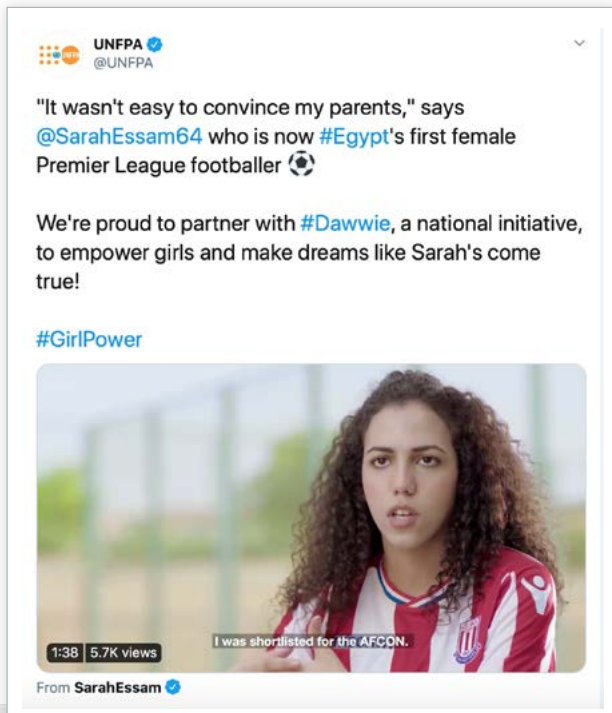 UNFPA
@UNFPA
"It wasn't easy to convince my parents," says
@SarahEssam64 who is now #Egypt's first female
Premier League footballer
We're proud to partner with #Dawwie, a national initiative,
to empower girls and make dreams like Sarah's come
true!
#GirlPower
I was shortlisted for the AFCON.
1:38 5.7K views
From SarahEssam